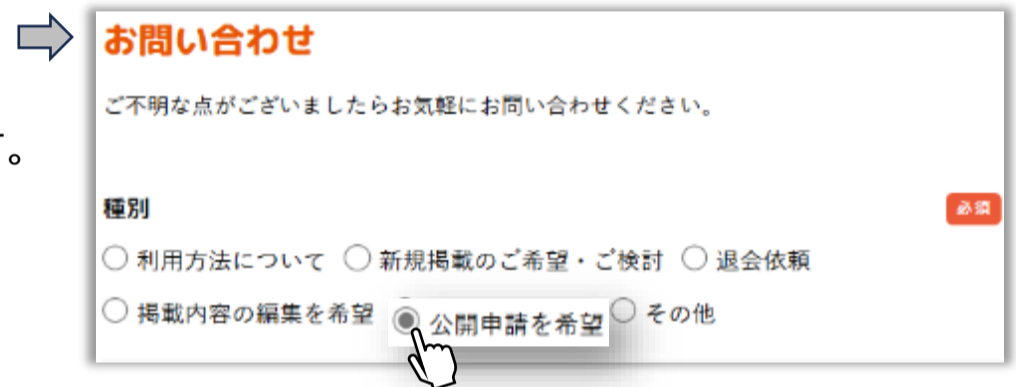 お問い合わせ
ご不明な点がございましたらお気軽にお問い合わせください。
。
種別 必須
利用方法について 新規掲載のご希望・ご検討 退会依頼
掲載内容の編集を希望 公開申請を希望 その他